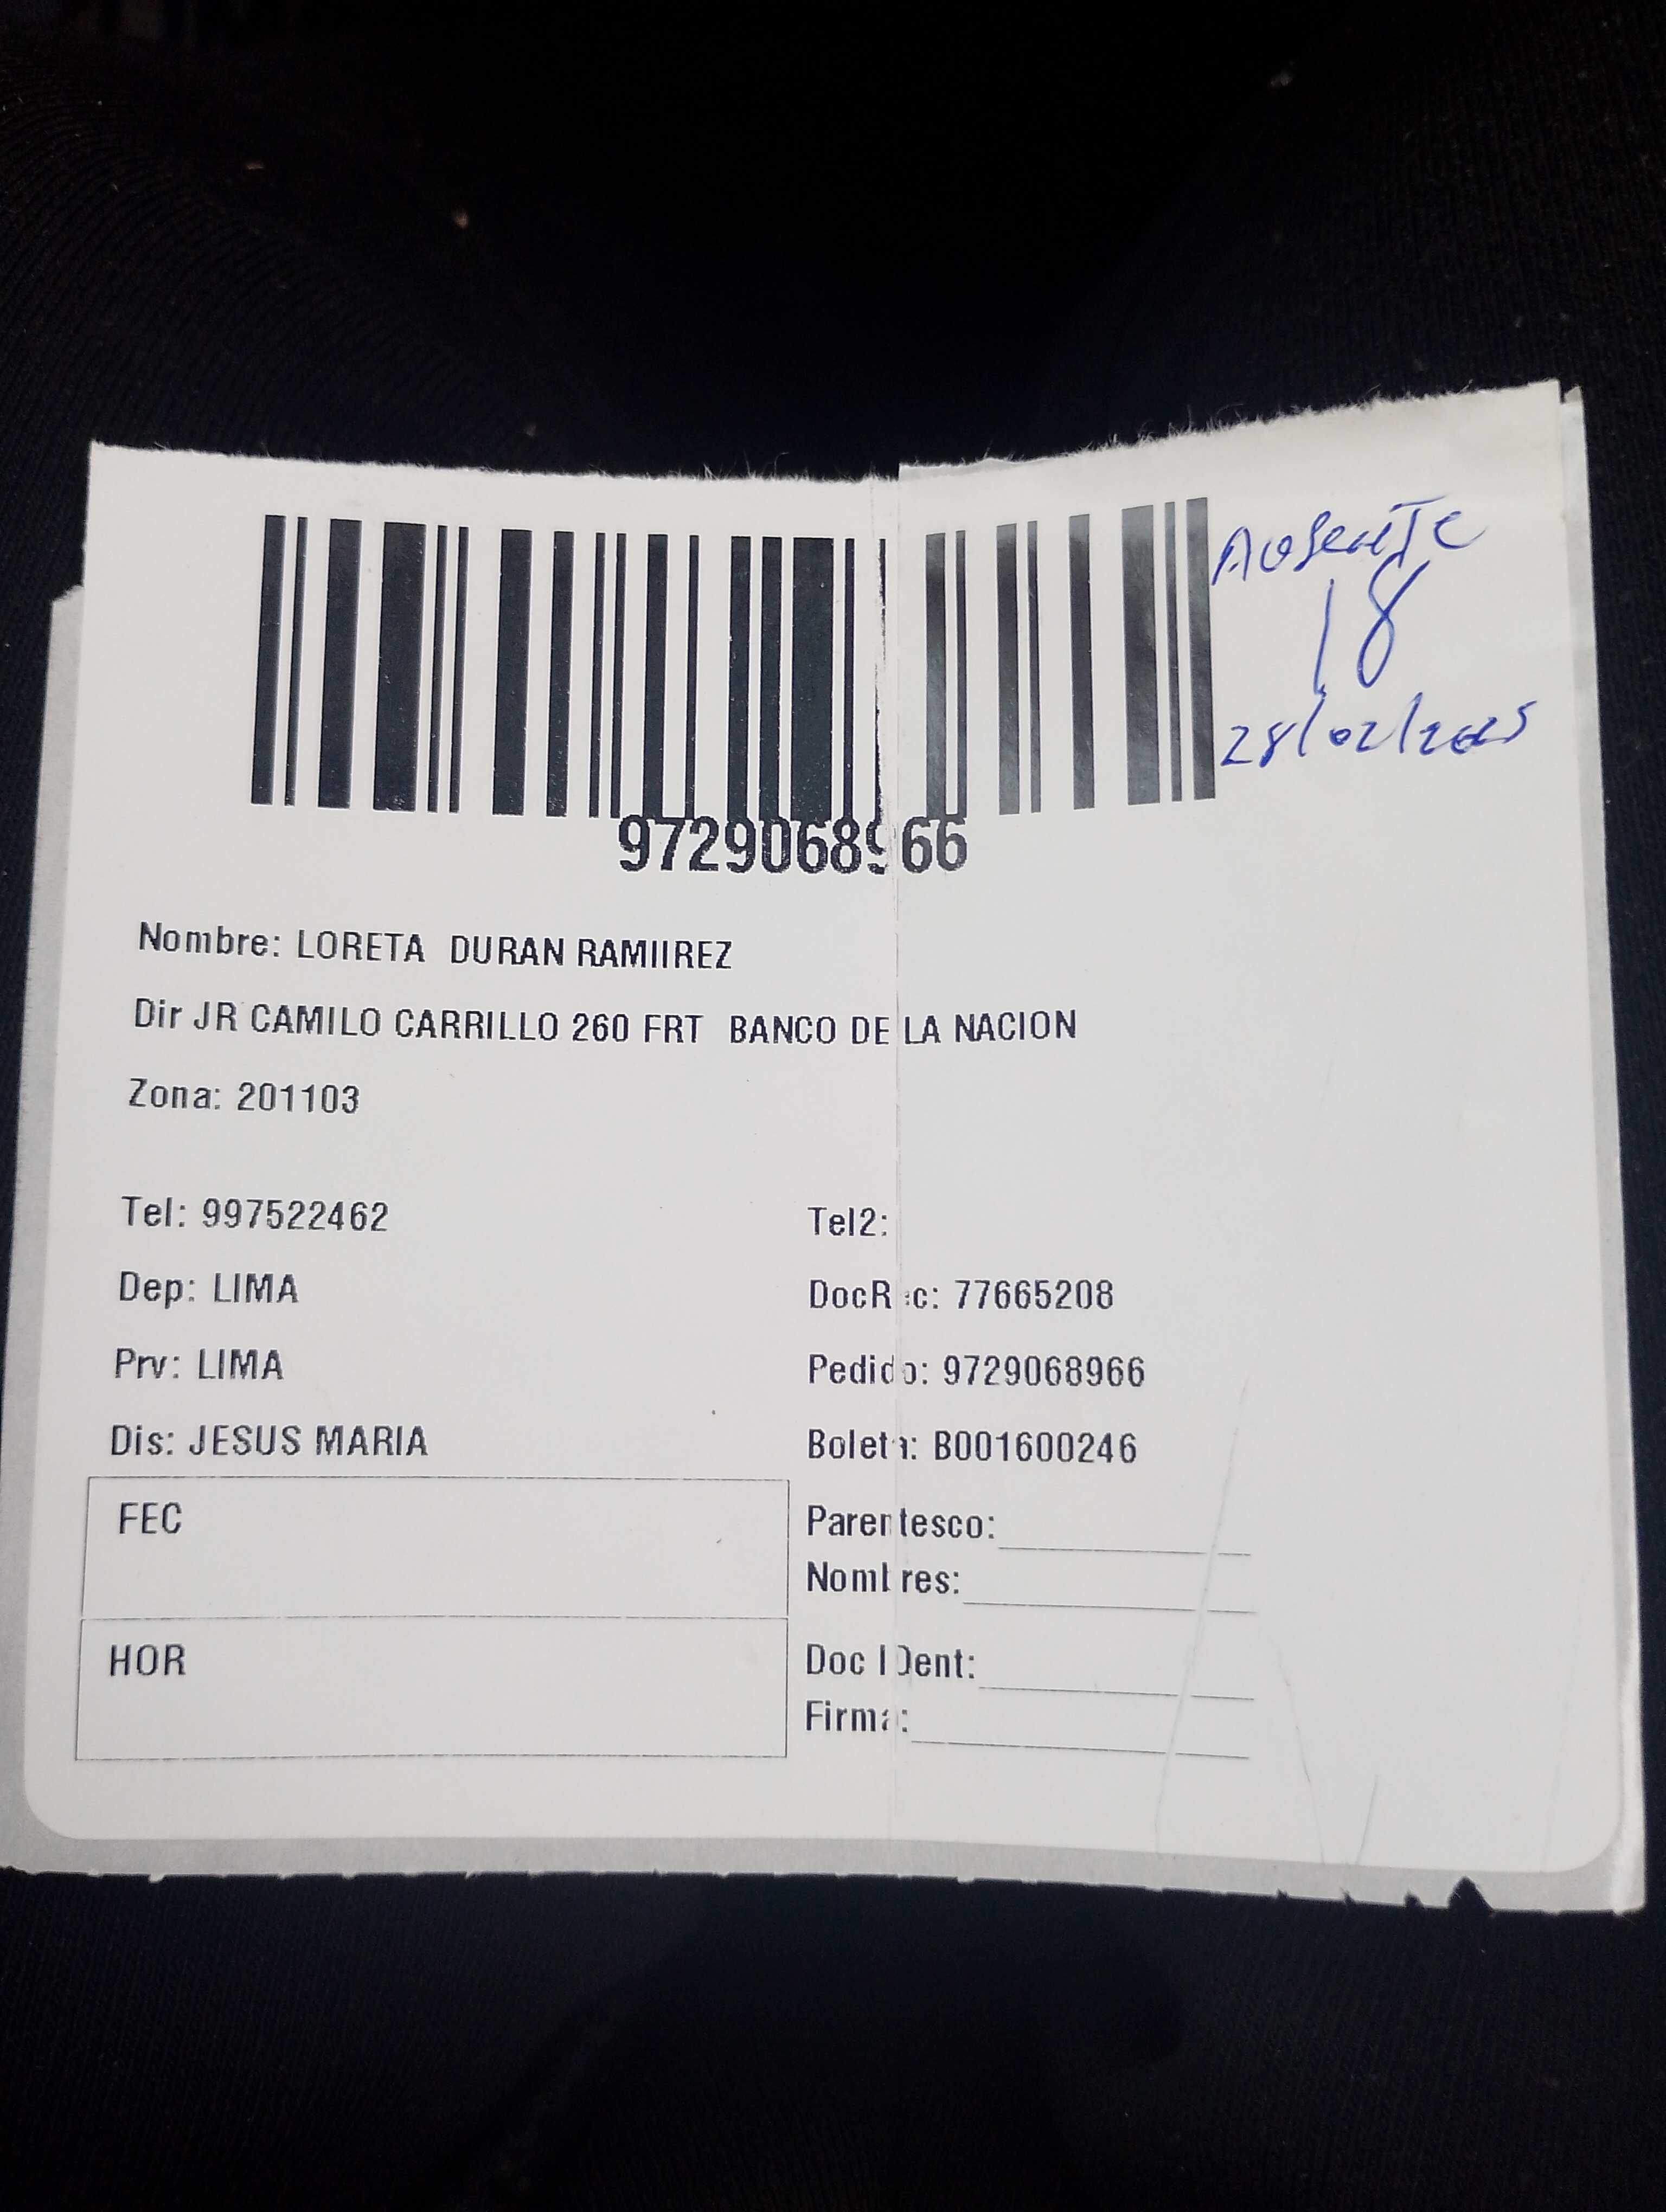 Ausente
18
28/02/2025
9729068966
Nombre: LORETA DURAN RAMIIREZ
Dir JR CAMILO CARRILLO 260 FRT BANCO DE LA NACION
Zona: 201103
Tel: 997522462
Tel2:
Dep: LIMA
DocRec: 77665208
Prv: LIMA
Pedido: 9729068966
Dis: JESUS MARIA
Boleta: B001600246
FEC
Parentesco:
Nombres:
HOR
Doc IDent:
Firma: